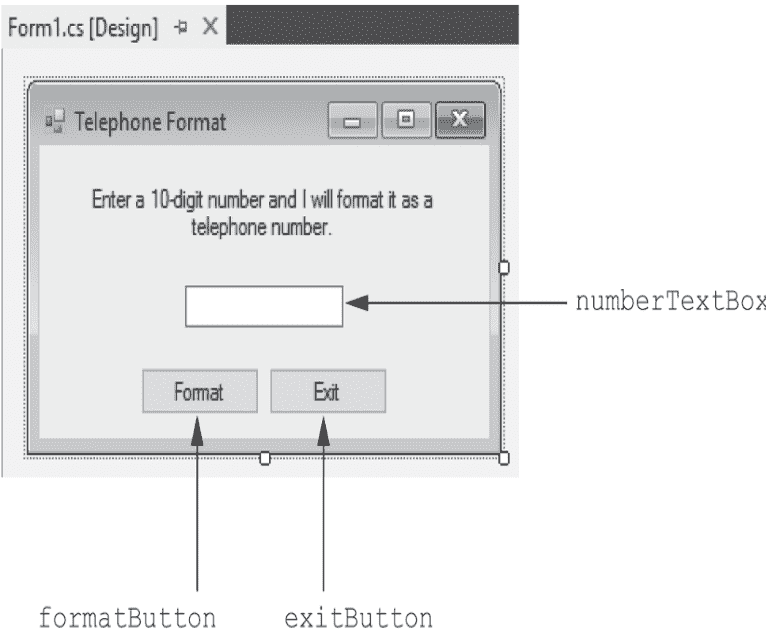 Form1.cs [Design]
Telephone Format
Enter a 10-digit number and I will format it as a
telephone number.
numberTextBox
Format Exit
formatButton exitButton